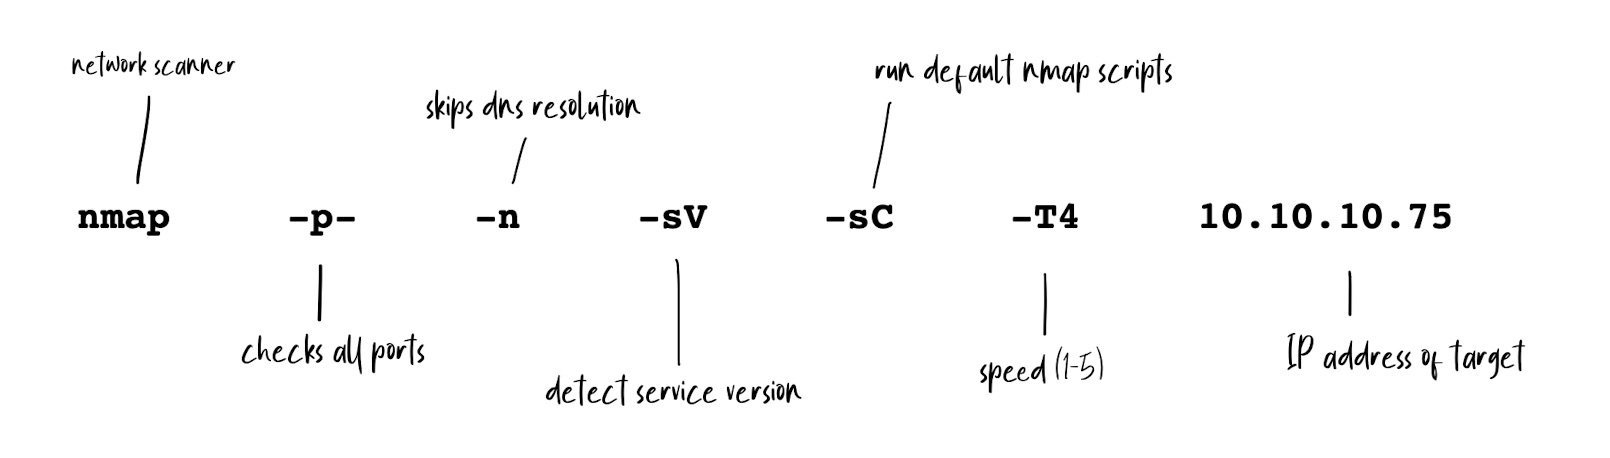 network scanner
run default nmap scripts
skips dns resolution
nmap -p- -n -sV -sC -T4 10.10.10.75
checks all ports
IP address of target
speed (1-5)
detect service version